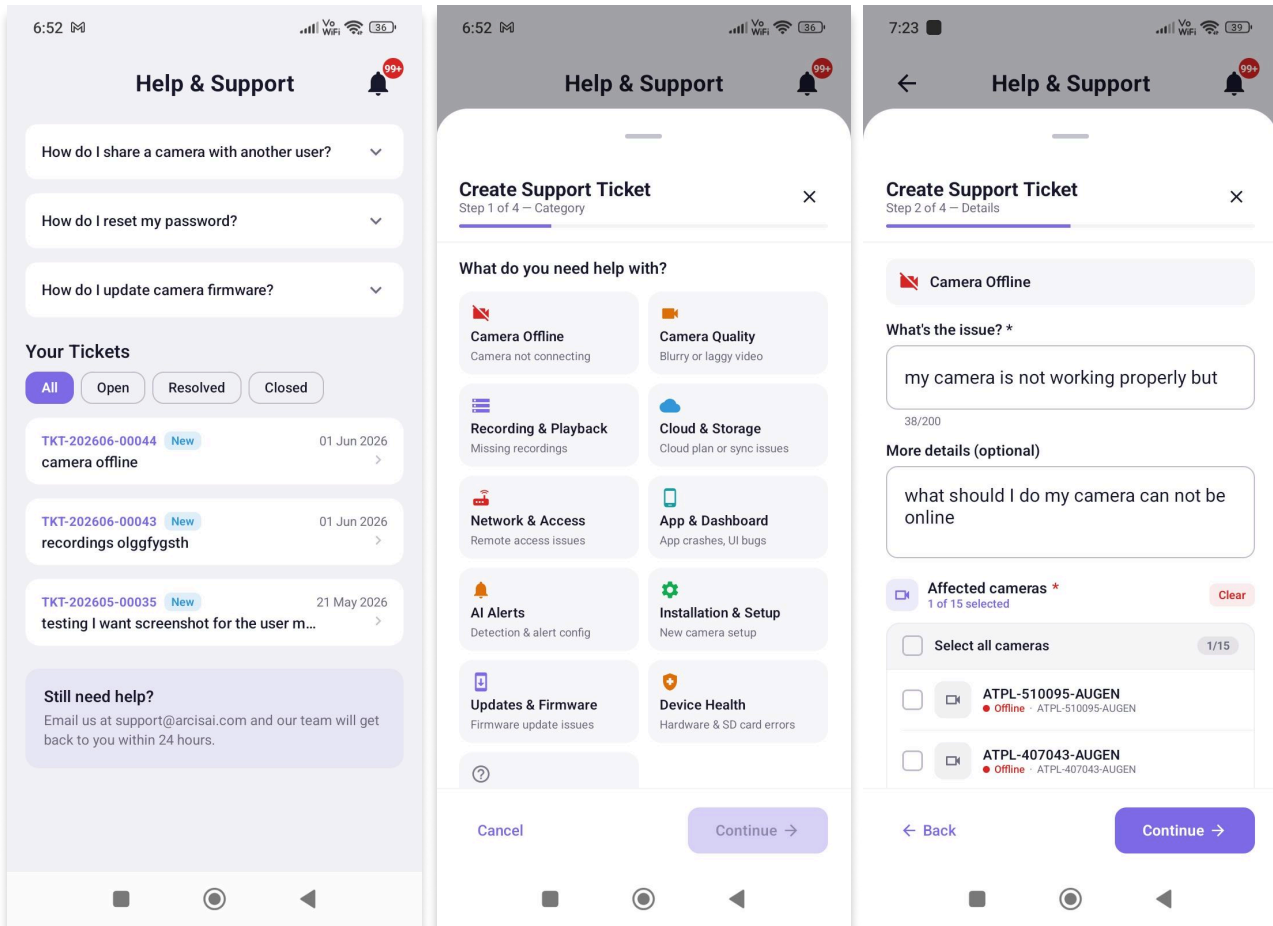 6:52
Vo WiFi 36
Help & Support
99+
How do I share a camera with another user?
How do I reset my password?
How do I update camera firmware?
Your Tickets
All Open Resolved Closed
TKT-202606-00044 New 01 Jun 2026
camera offline
TKT-202606-00043 New 01 Jun 2026
recordings olggfygsth
TKT-202605-00035 New 21 May 2026
testing I want screenshot for the user m...
Still need help?
Email us at support@arcisai.com and our team will get
back to you within 24 hours.
6:52
Vo WiFi 36
Help & Support
99+
Create Support Ticket
Step 1 of 4 — Category
What do you need help with?
Camera Offline
Camera not connecting
Camera Quality
Blurry or laggy video
Recording & Playback
Missing recordings
Cloud & Storage
Cloud plan or sync issues
Network & Access
Remote access issues
App & Dashboard
App crashes, UI bugs
AI Alerts
Detection & alert config
Installation & Setup
New camera setup
Updates & Firmware
Firmware update issues
Device Health
Hardware & SD card errors
Cancel
Continue →
7:23
Vo WiFi 39
Help & Support
99+
Create Support Ticket
Step 2 of 4 — Details
Camera Offline
What's the issue? *
my camera is not working properly but
38/200
More details (optional)
what should I do my camera can not be
online
Affected cameras *
1 of 15 selected
Clear
Select all cameras 1/15
ATPL-510095-AUGEN
Offline · ATPL-510095-AUGEN
ATPL-407043-AUGEN
Offline · ATPL-407043-AUGEN
← Back
Continue →